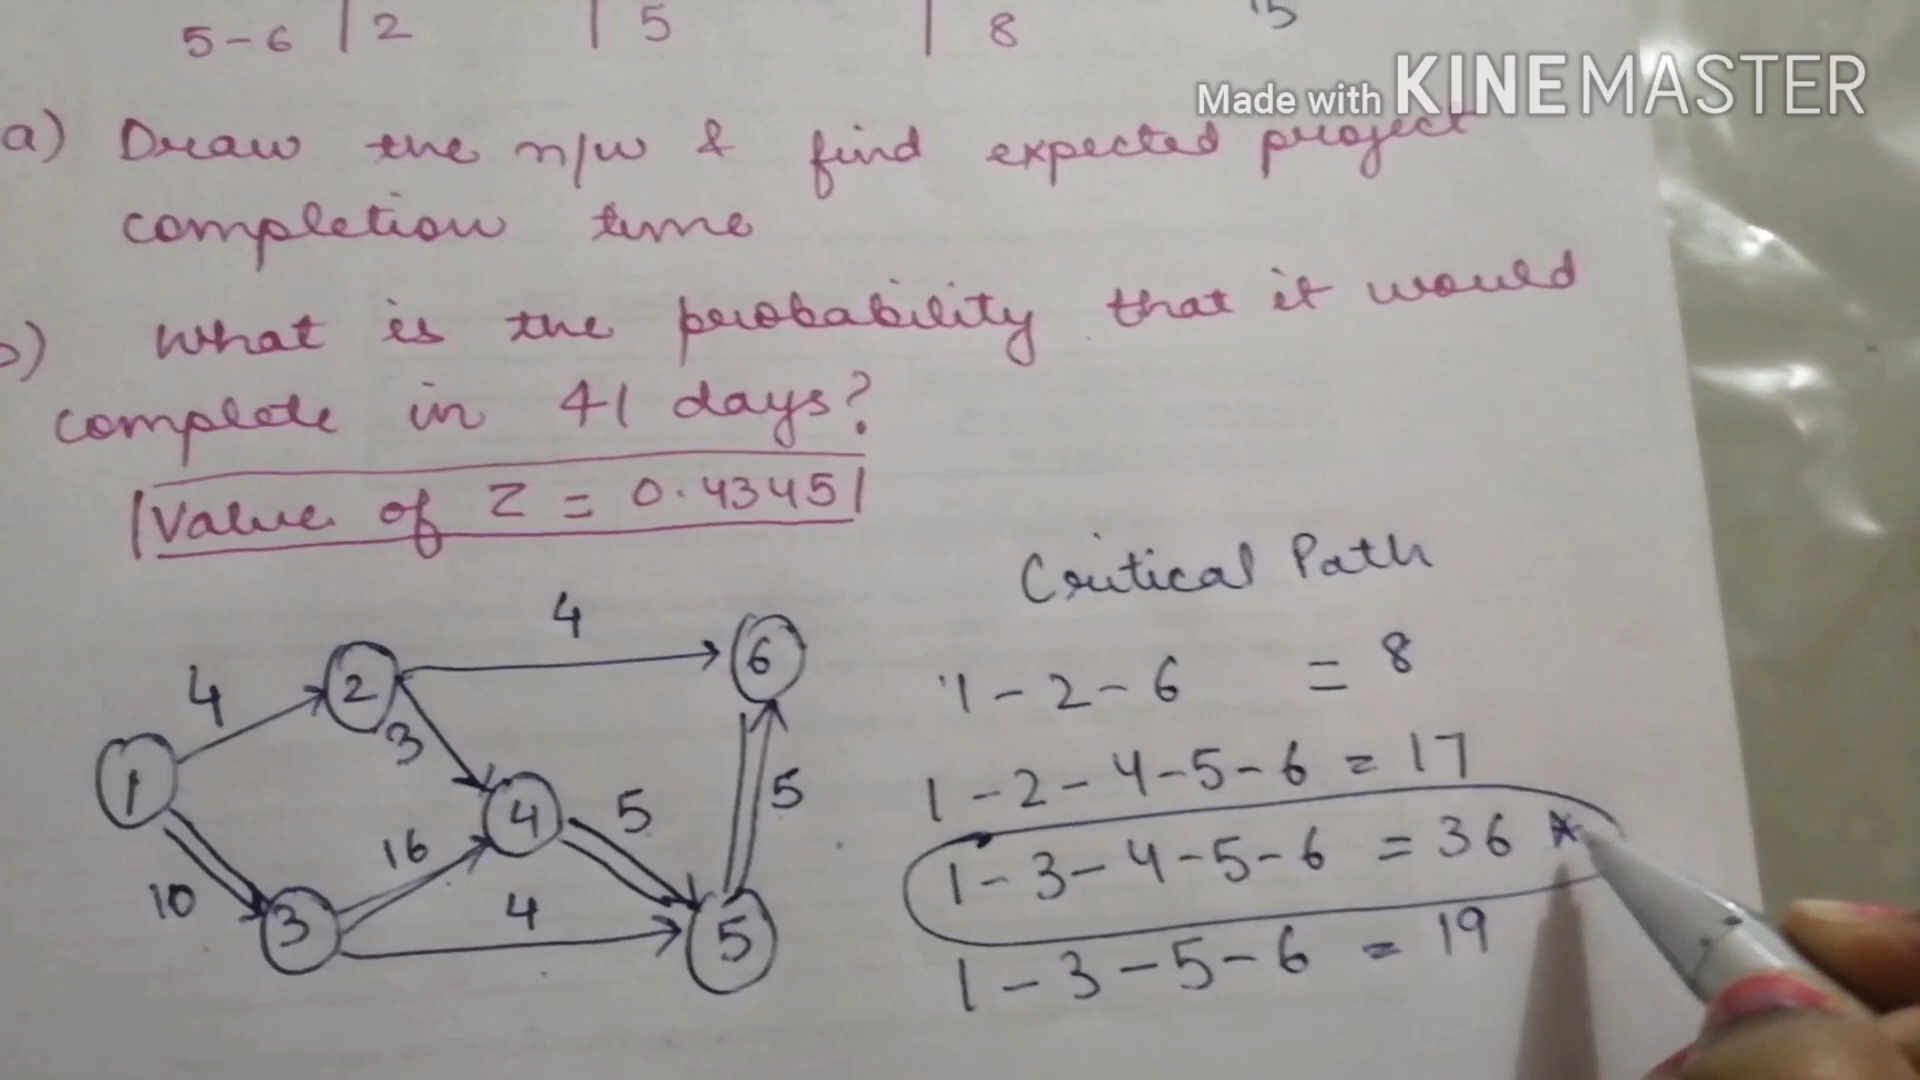 5-6 | 2 | 5 | 8 5
Made with KINEMASTER
a) Draw the n/w & find expected project
completion time
b) What is the probability that it would
complete in 41 days?
Value of Z = 0.4345
Critical Path
1-2-6 = 8
1-2-4-5-6 = 17
1-3-4-5-6 = 36 *
1-3-5-6 = 19
4
6
4
2
3
1
5
5
4
16
10
4
3
5